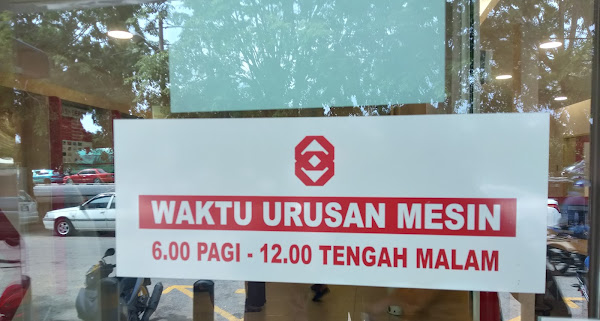 WAKTU URUSAN MESIN
6.00 PAGI - 12.00 TENGAH MALAM